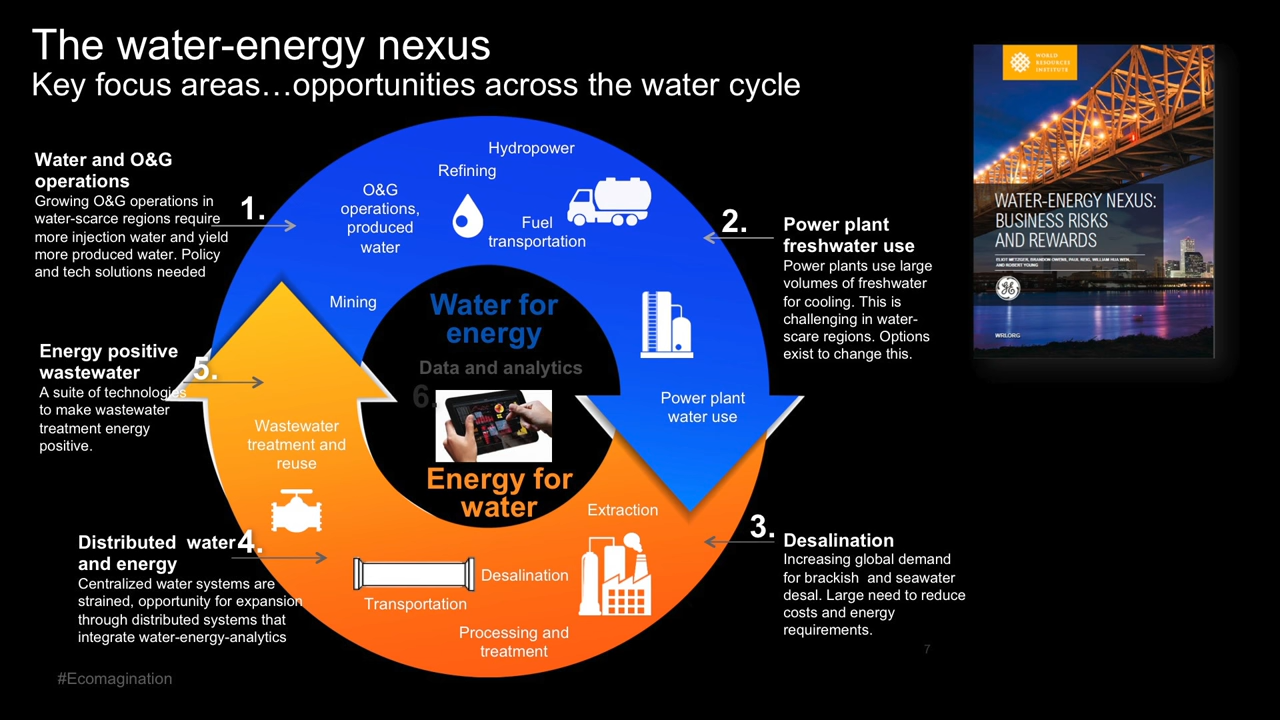 The water-energy nexus
Key focus areas…opportunities across the water cycle
Water and O&G
operations
Growing O&G operations in
water-scarce regions require
more injection water and yield
more produced water. Policy
and tech solutions needed
1.
Hydropower
Refining
O&G
operations,
produced
water
Fuel
transportation
Mining
2.
Power plant
freshwater use
Power plants use large
volumes of freshwater
for cooling. This is
challenging in water-
scare regions. Options
exist to change this.
Power plant
water use
Water for
energy
Data and analytics
6.
Energy for
water
Energy positive
wastewater
5.
A suite of technologies
to make wastewater
treatment energy
positive.
Wastewater
treatment and
reuse
Distributed  water
and energy
4.
Centralized water systems are
strained, opportunity for expansion
through distributed systems that
integrate water-energy-analytics
Extraction
Desalination
Transportation
Processing and
treatment
3.
Desalination
Increasing global demand
for brackish  and seawater
desal. Large need to reduce
costs and energy
requirements.
WORLD
RESOURCES
INSTITUTE
WATER-ENERGY NEXUS:
BUSINESS RISKS
AND REWARDS
WRI.ORG
7
#Ecomagination